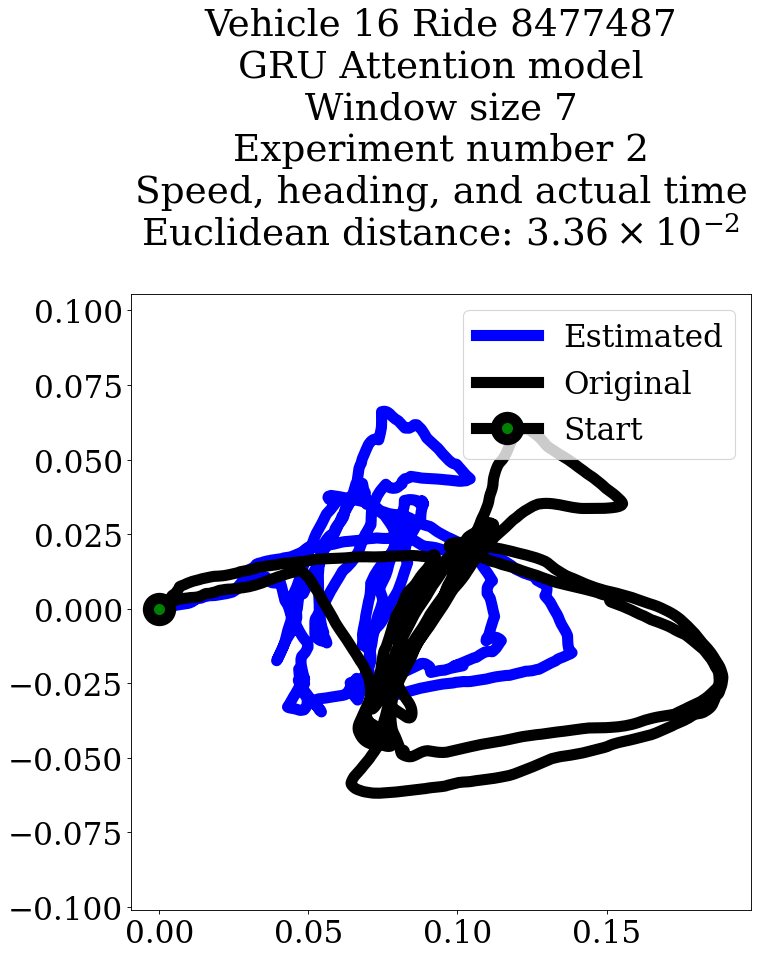 Vehicle 16 Ride 8477487
GRU Attention model
Window size 7
Experiment number 2
Speed, heading, and actual time
Euclidean distance: 3.36 × 10⁻²
0.100
0.075
0.050
0.025
0.000
−0.025
−0.050
−0.075
−0.100
Estimated
Original
Start
0.00 0.05 0.10 0.15